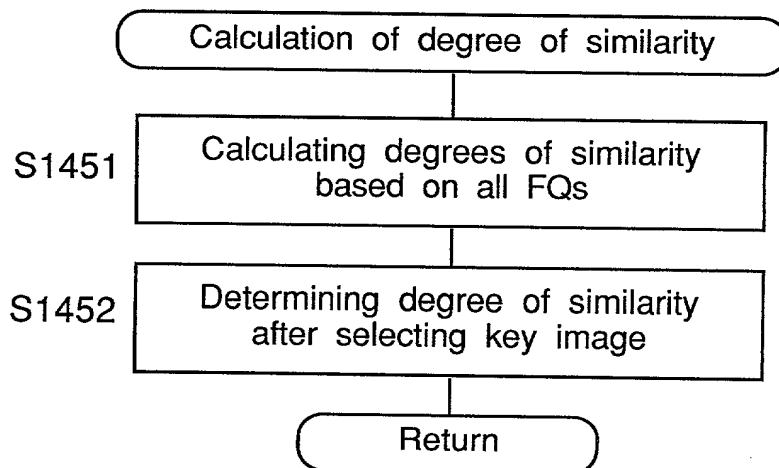 Calculation of degree of similarity
S1451
Calculating degrees of similarity
based on all FQs
S1452
Determining degree of similarity
after selecting key image
Return